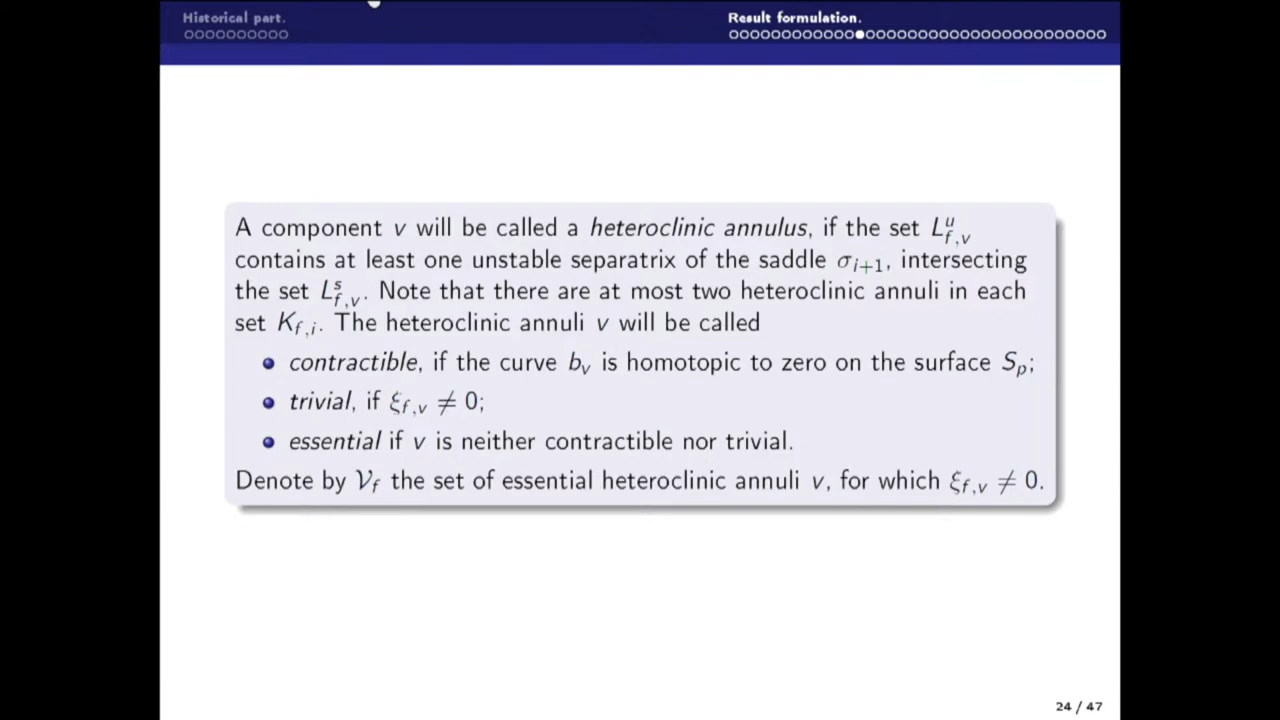 Historical part.
Result formulation.
A component v will be called a heteroclinic annulus, if the set L^u_{f,v}
contains at least one unstable separatrix of the saddle σ_{i+1}, intersecting
the set L^s_{f,v}. Note that there are at most two heteroclinic annuli in each
set K_{f,i}. The heteroclinic annuli v will be called
contractible, if the curve b_v is homotopic to zero on the surface S_p;
trivial, if ξ_{f,v} ≠ 0;
essential if v is neither contractible nor trivial.
Denote by 𝒱_f the set of essential heteroclinic annuli v, for which ξ_{f,v} ≠ 0.
24 / 47